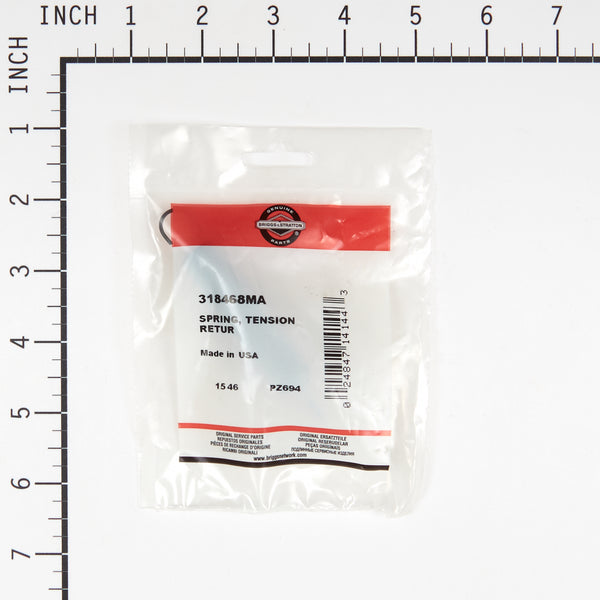 INCH 1 2 3 4 5 6 7
INCH
1
2
3
4
5
6
7
GENUINE
BRIGGS & STRATTON
PARTS
®
318468MA
SPRING, TENSION
RETUR
Made in USA
1546 PZ694
0 24847 14144 3
ORIGINAL SERVICE PARTS
REPUESTOS ORIGINALES
PIÈCES DE RECHANGE D'ORIGINE
RICAMBI ORIGINALI
ORIGINAL ERSATZTEILE
ORIGINAL RESERVDELAR
PEÇAS ORIGINAIS
ПОДЛИННЫЕ СЕРВИСНЫЕ ИЗДЕЛИЯ
www.briggsnetwork.com